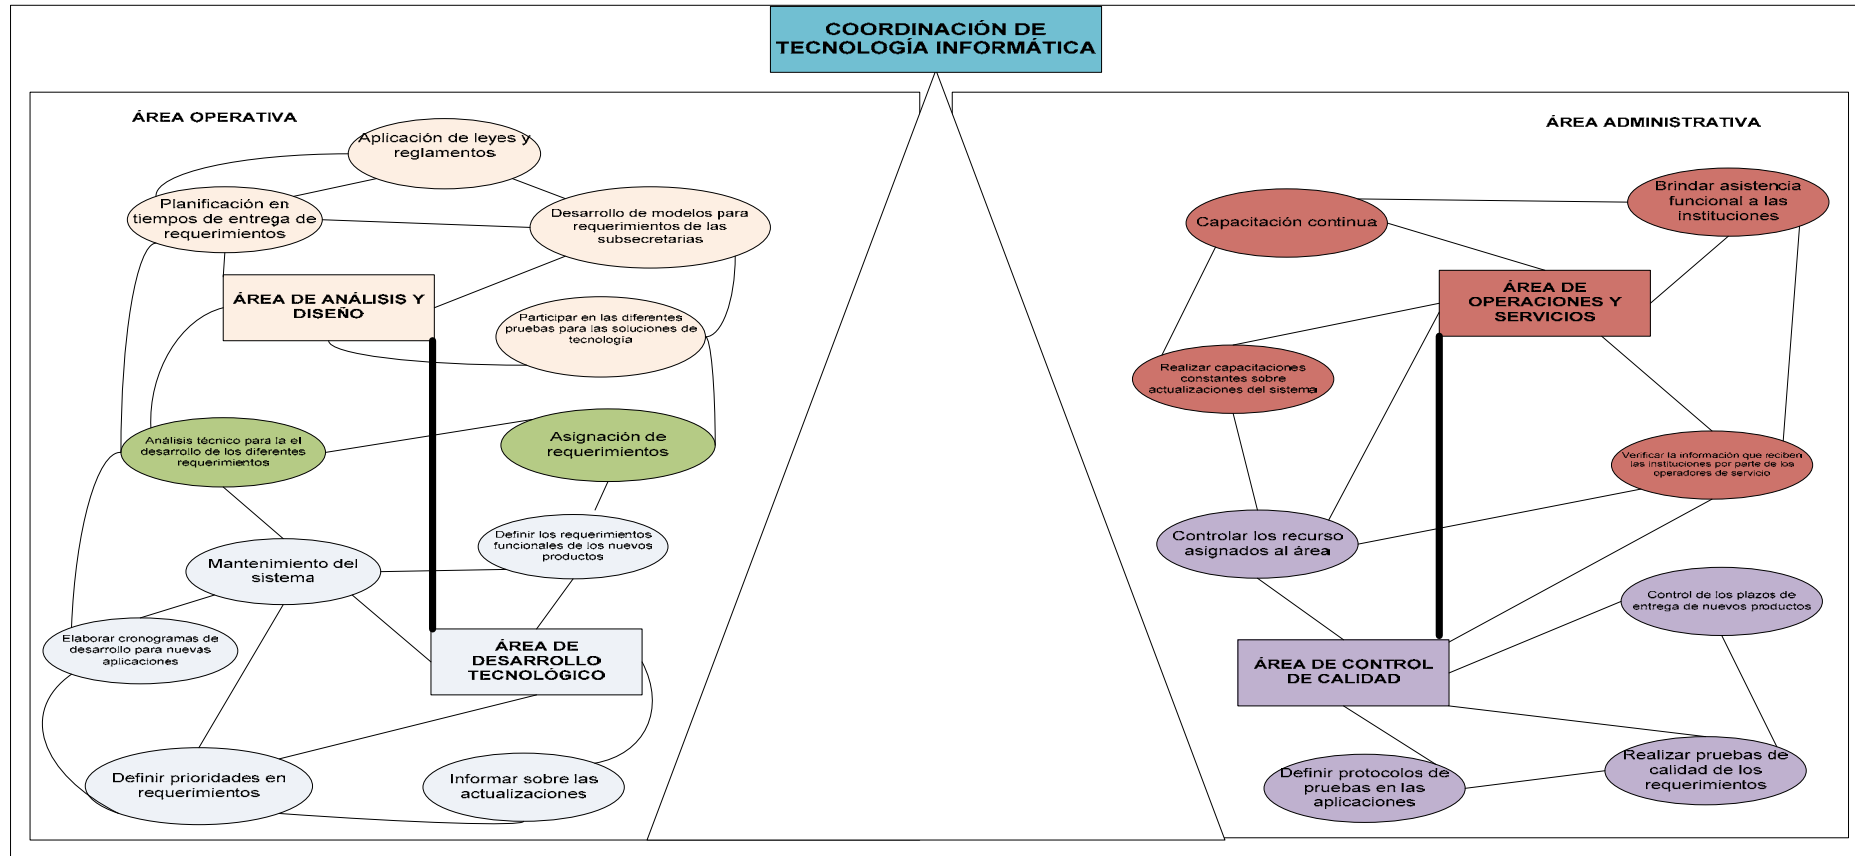 COORDINACIÓN DE
TECNOLOGÍA INFORMÁTICA
ÁREA OPERATIVA
Aplicación de leyes y
reglamentos
Planificación en
tiempos de entrega de
requerimientos
Desarrollo de modelos para
requerimientos de las
subsecretarias
ÁREA DE ANÁLISIS Y
DISEÑO
Participar en las diferentes
pruebas para las soluciones de
tecnología
Análisis técnico para la el
desarrollo de los diferentes
requerimientos
Asignación de
requerimientos
Definir los requerimientos
funcionales de los nuevos
productos
Mantenimiento del
sistema
Elaborar cronogramas de
desarrollo para nuevas
aplicaciones
ÁREA DE
DESARROLLO
TECNOLÓGICO
Definir prioridades en
requerimientos
Informar sobre las
actualizaciones
ÁREA ADMINISTRATIVA
Brindar asistencia
funcional a las
instituciones
Capacitación continua
ÁREA DE
OPERACIONES Y
SERVICIOS
Realizar capacitaciones
constantes sobre
actualizaciones del sistema
Verificar la información que reciben
las instituciones por parte de los
operadores de servicio
Controlar los recurso
asignados al área
Control de los plazos de
entrega de nuevos productos
ÁREA DE CONTROL
DE CALIDAD
Definir protocolos de
pruebas en las
aplicaciones
Realizar pruebas de
calidad de los
requerimientos